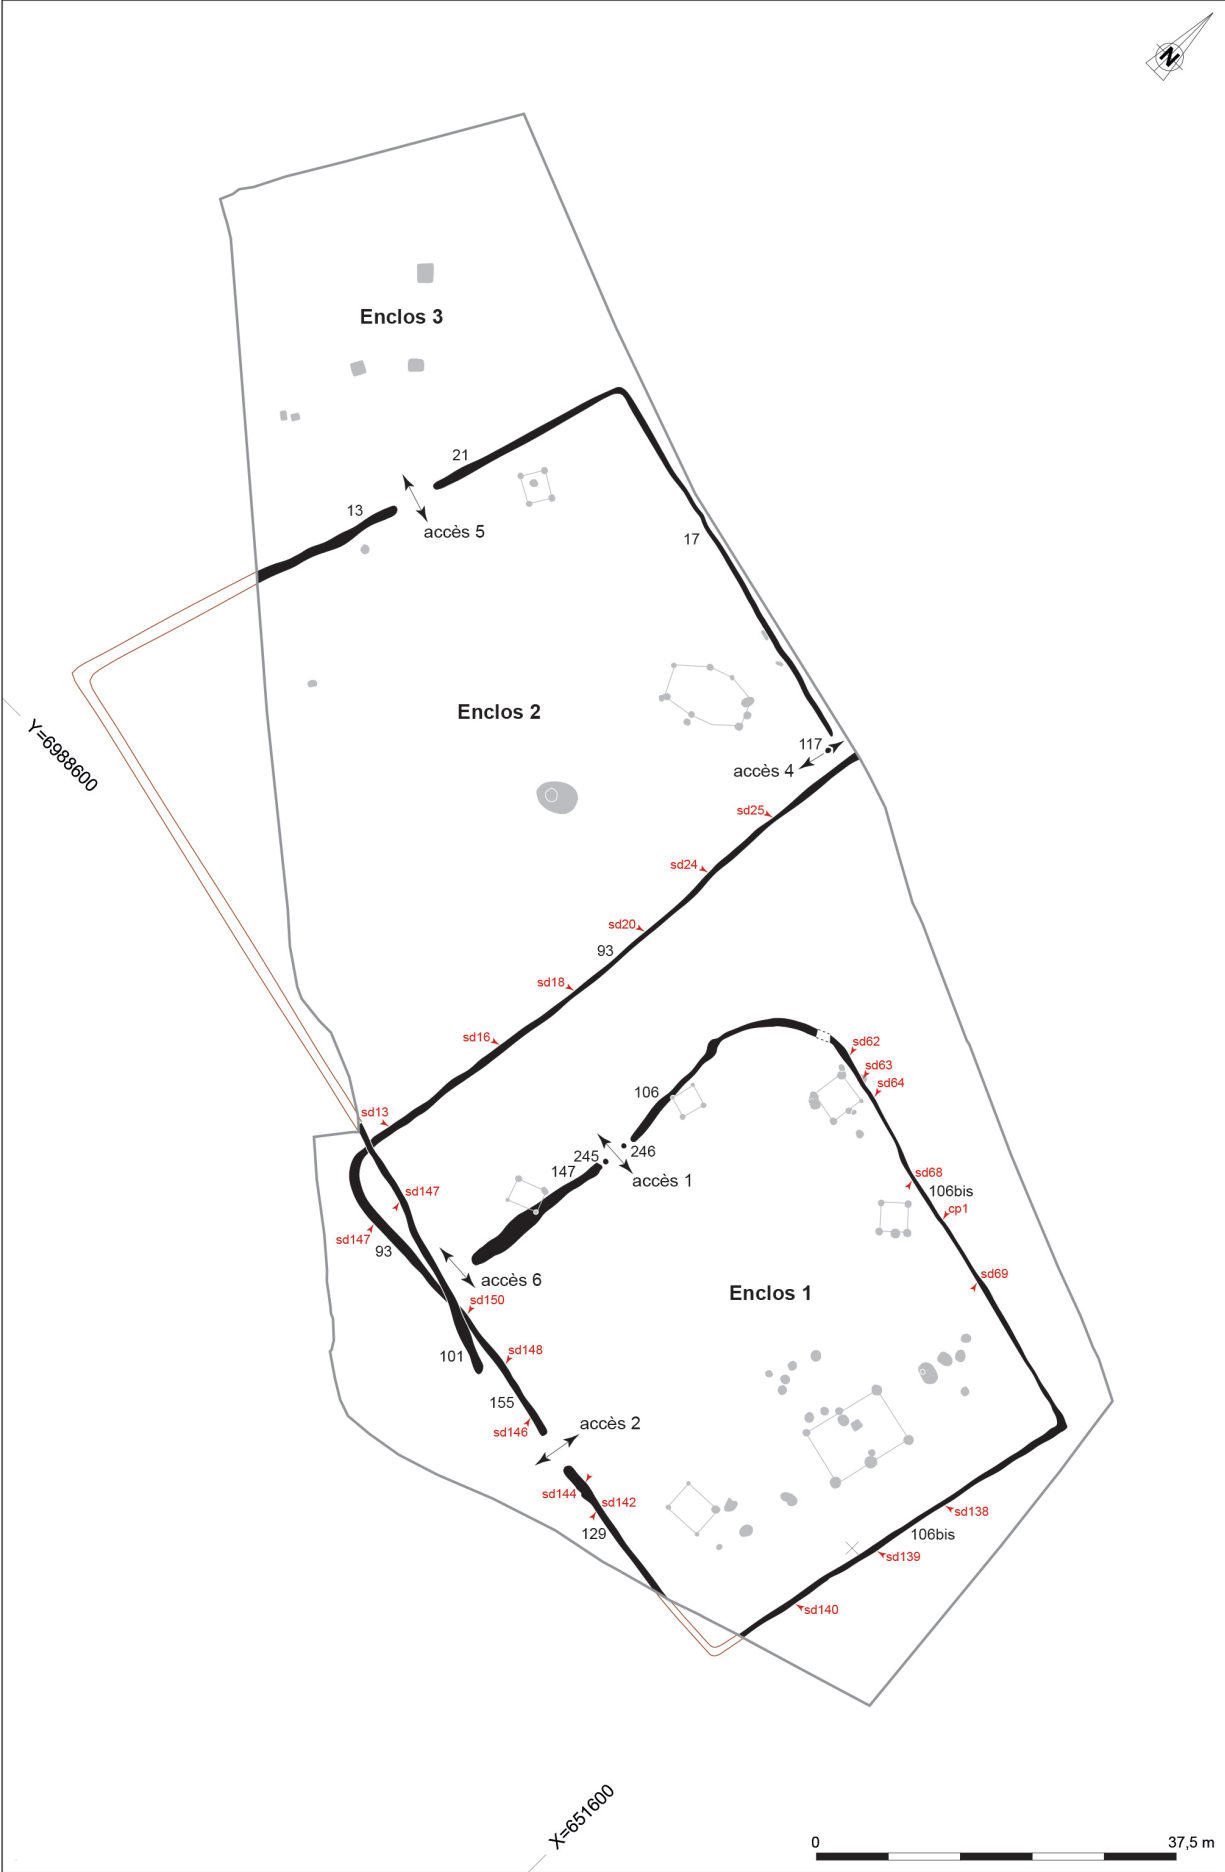 N
Enclos 3
21
13
accès 5
17
Enclos 2
Y=6988600
117
accès 4
sd25
sd24
sd20
93
sd18
sd16
sd62
sd63
sd64
106
sd13
246
245
147
accès 1
sd68
106bis
sd147
cp1
sd147
93
accès 6
sd69
Enclos 1
sd150
sd148
101
155
accès 2
sd146
sd144
sd142
129
sd138
106bis
sd139
sd140
X=651600
0
37,5 m